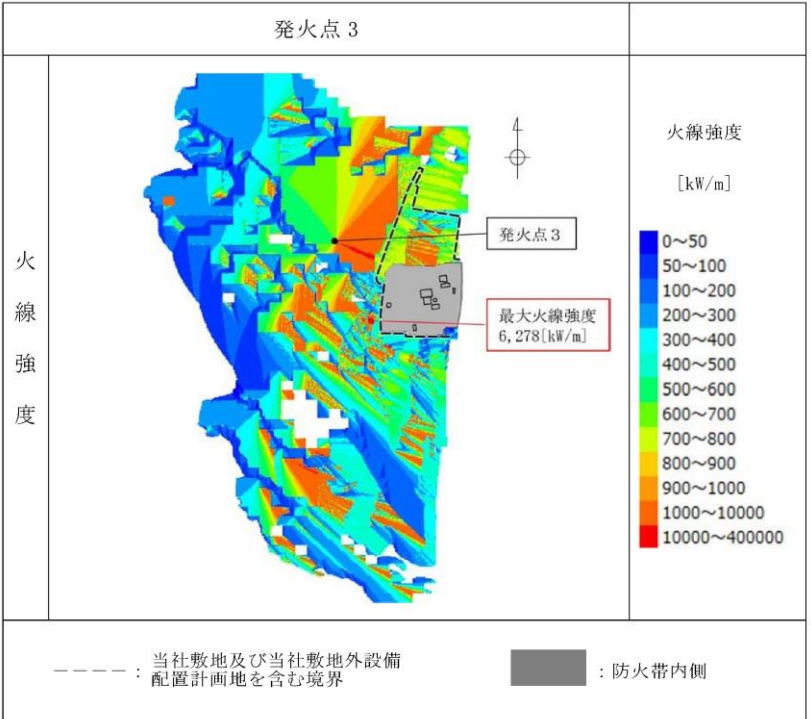 発火点3
火線強度
火線強度
[kW/m]
発火点3
最大火線強度
6,278[kW/m]
0～50
50～100
100～200
200～300
300～400
400～500
500～600
600～700
700～800
800～900
900～1000
1000～10000
10000～400000
当社敷地及び当社敷地外設備
配置計画地を含む境界
：防火帯内側